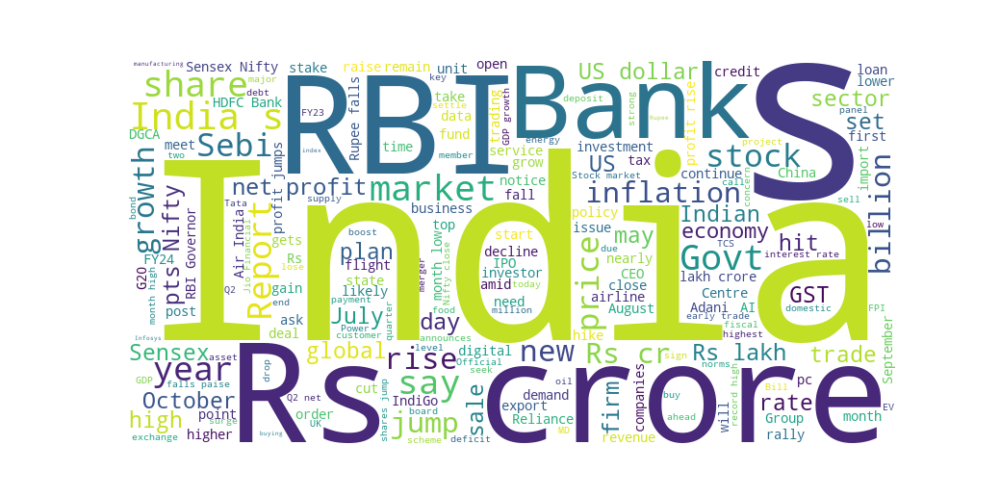 India
Rs crore
RBI
Bank
S
India s
share
Sebi
market
stock
inflation
growth
billion
Govt
price
Report
year
say
jump
rise
new
Rs cr
Rs lakh
rate
GST
hit
economy
Indian
US dollar
US
sector
set
trade
high
October
Sensex
global
July
day
plan
profit
net
Nifty
pts
may
firm
sale
manufacturing
Sensex Nifty
major
debt
HDFC Bank
stake
raise
remain
unit
open
key
FY23
Rupee falls
take
data
fund
settle
trading
GDP growth
deposit
strong
Rupee
credit
loan
lower
panel
project
profit rise
first
DGCA
meet
two
index
time
member
service
grow
energy
investment
tax
continue
China
import
Stock market
call
concern
sell
profit jumps
Tata
supply
notice
fall
low
bond
G20
RBI Governor
Air India
Jio Financial
business
top
policy
issue
due
TCS
interest rate
FY24
month high
post
Q2
gets
lose
gain
end
boost
flight
state
likely
payment
Power
customer
quarter
merger
month low
Nifty close
start
decline
IPO
investor
amid
today
need
million
food
announces
nearly
CEO
close
airline
August
hike
lakh crore
Centre
Adani
AI
early trade
fiscal
highest
domestic
FPI
September
Infosys
ask
deal
asset
GDP
falls paise
drop
Q2 net
cut
level
Official
seek
IndiGo
digital
sign
norms
record high
Bill
pc
EV
point
surge
higher
exchange
buying
UK
order
shares jump
scheme
board
deficit
export
demand
oil
Reliance
MD
revenue
companies
buy
ahead
will
Group
month
rally